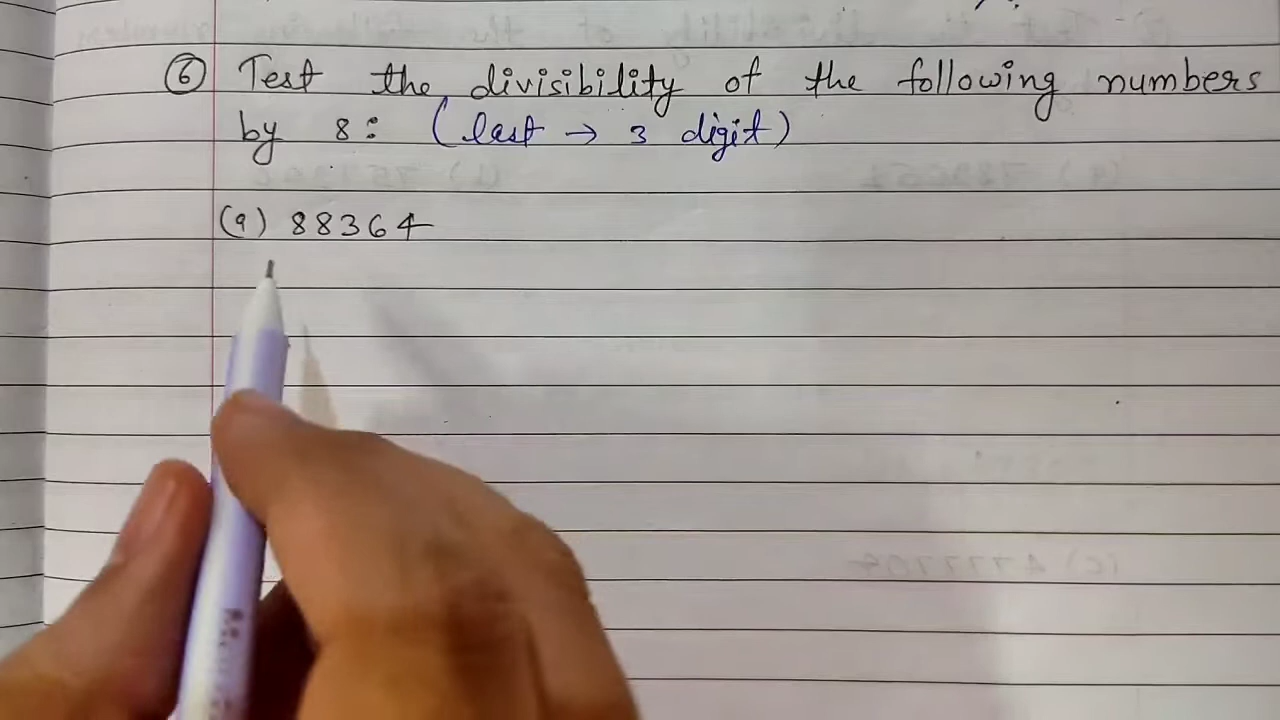 6 Test the divisibility of the following numbers
by 8: (last → 3 digit)
(a) 88364